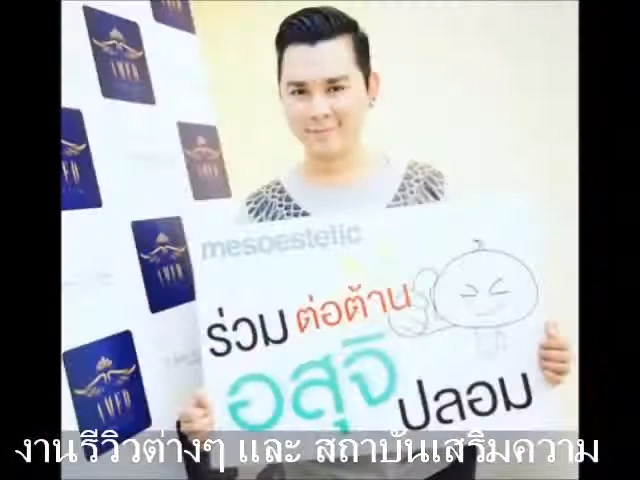 mesoestetic
ร่วม ต่อต้าน
อสุจิ ปลอม
งานรีวิวต่างๆ และ สถาบันเสริมความ